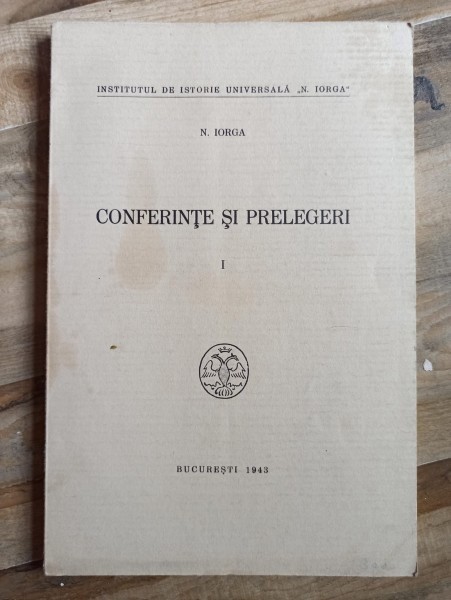 INSTITUTUL DE ISTORIE UNIVERSALĂ „N. IORGA"
N. IORGA
CONFERINŢE ŞI PRELEGERI
I
BUCUREŞTI 1943